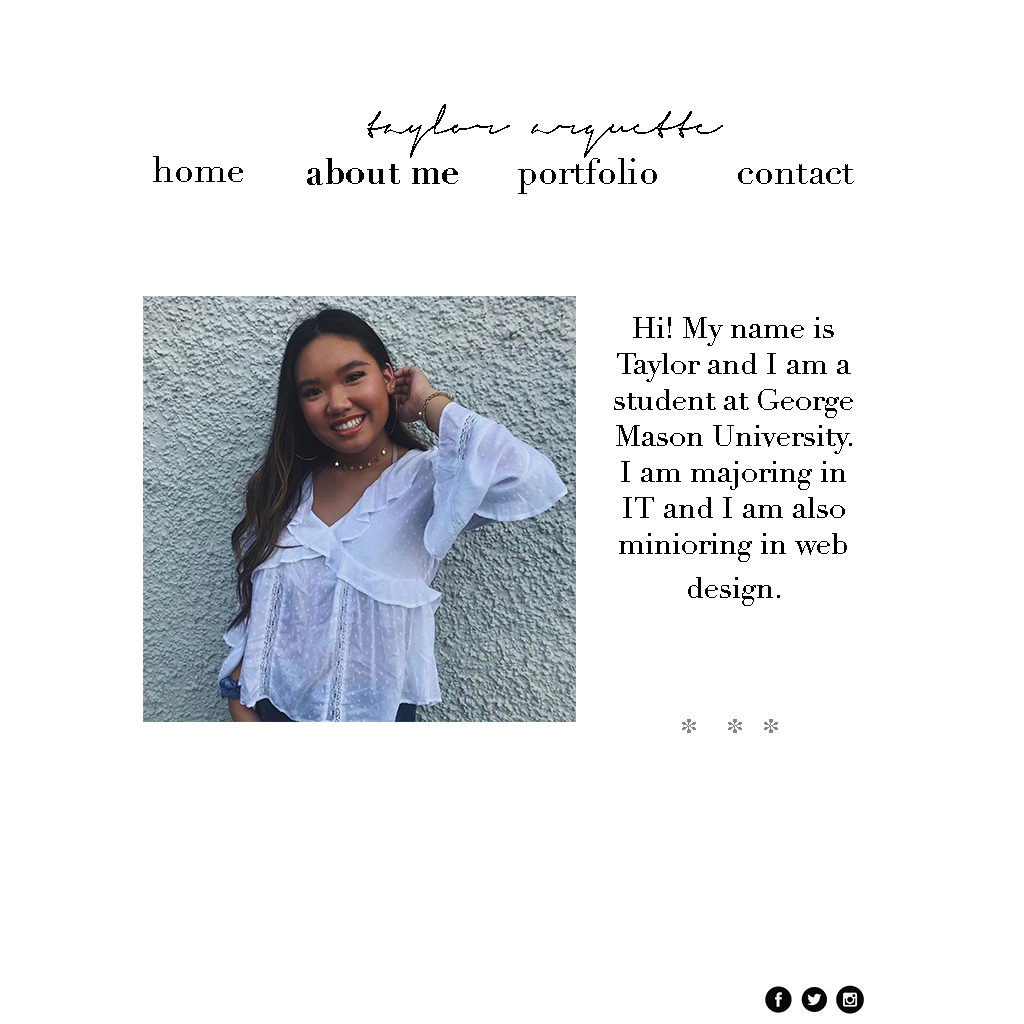 taylor arquette
home about me portfolio contact
Hi! My name is
Taylor and I am a
student at George
Mason University.
I am majoring in
IT and I am also
minioring in web
design.
* * *